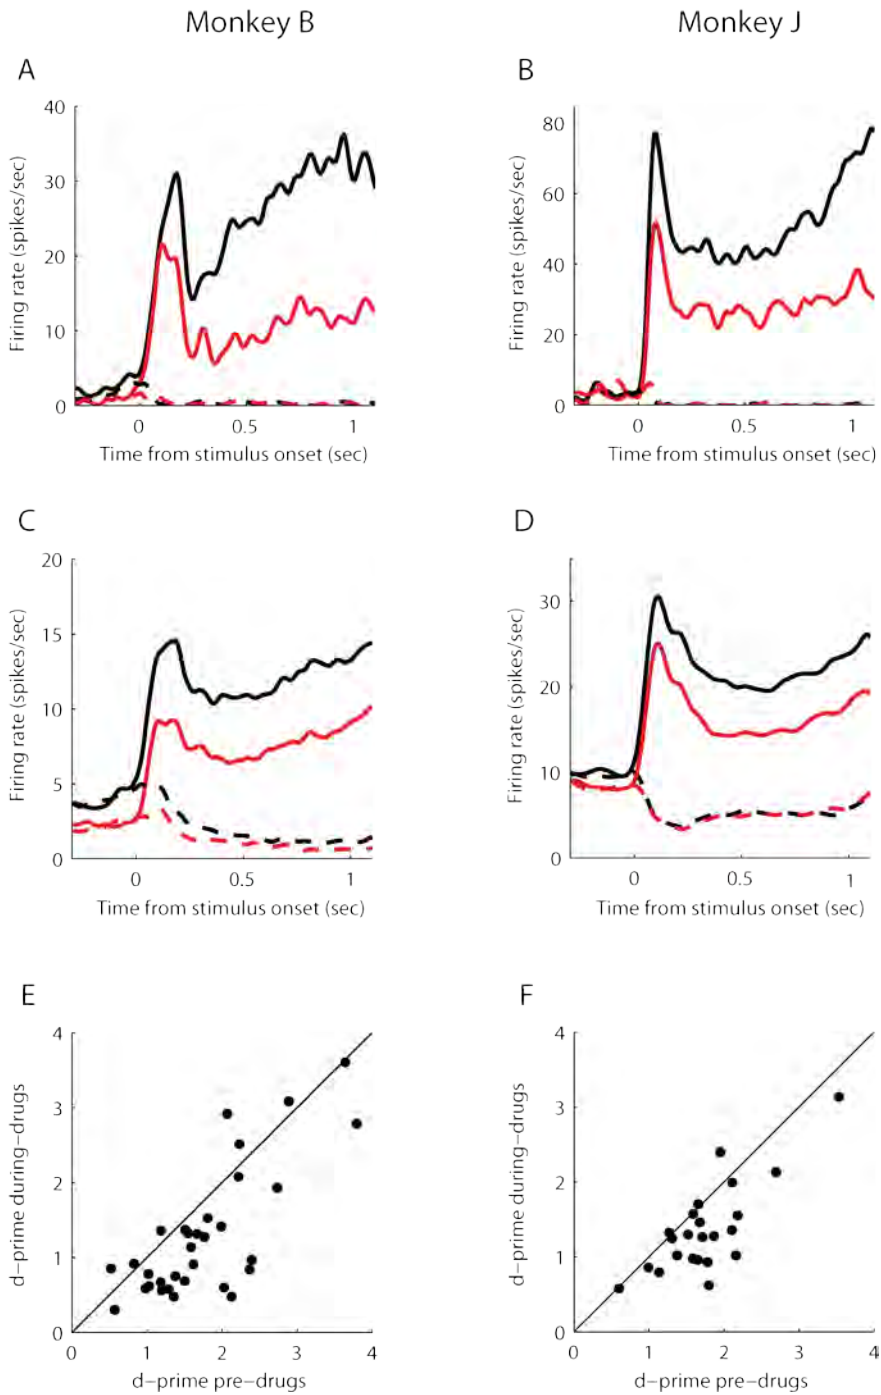 Monkey B
Monkey J
A
B
40
30
20
10
0
Firing rate (spikes/sec)
0
0.5
1
Time from stimulus onset (sec)
80
60
40
20
0
Firing rate (spikes/sec)
0
0.5
1
Time from stimulus onset (sec)
C
D
20
15
10
5
0
Firing rate (spikes/sec)
0
0.5
1
Time from stimulus onset (sec)
30
20
10
0
Firing rate (spikes/sec)
0
0.5
1
Time from stimulus onset (sec)
E
F
4
3
2
1
0
d-prime during-drugs
0
1
2
3
4
d-prime pre-drugs
4
3
2
1
0
d-prime during-drugs
0
1
2
3
4
d-prime pre-drugs